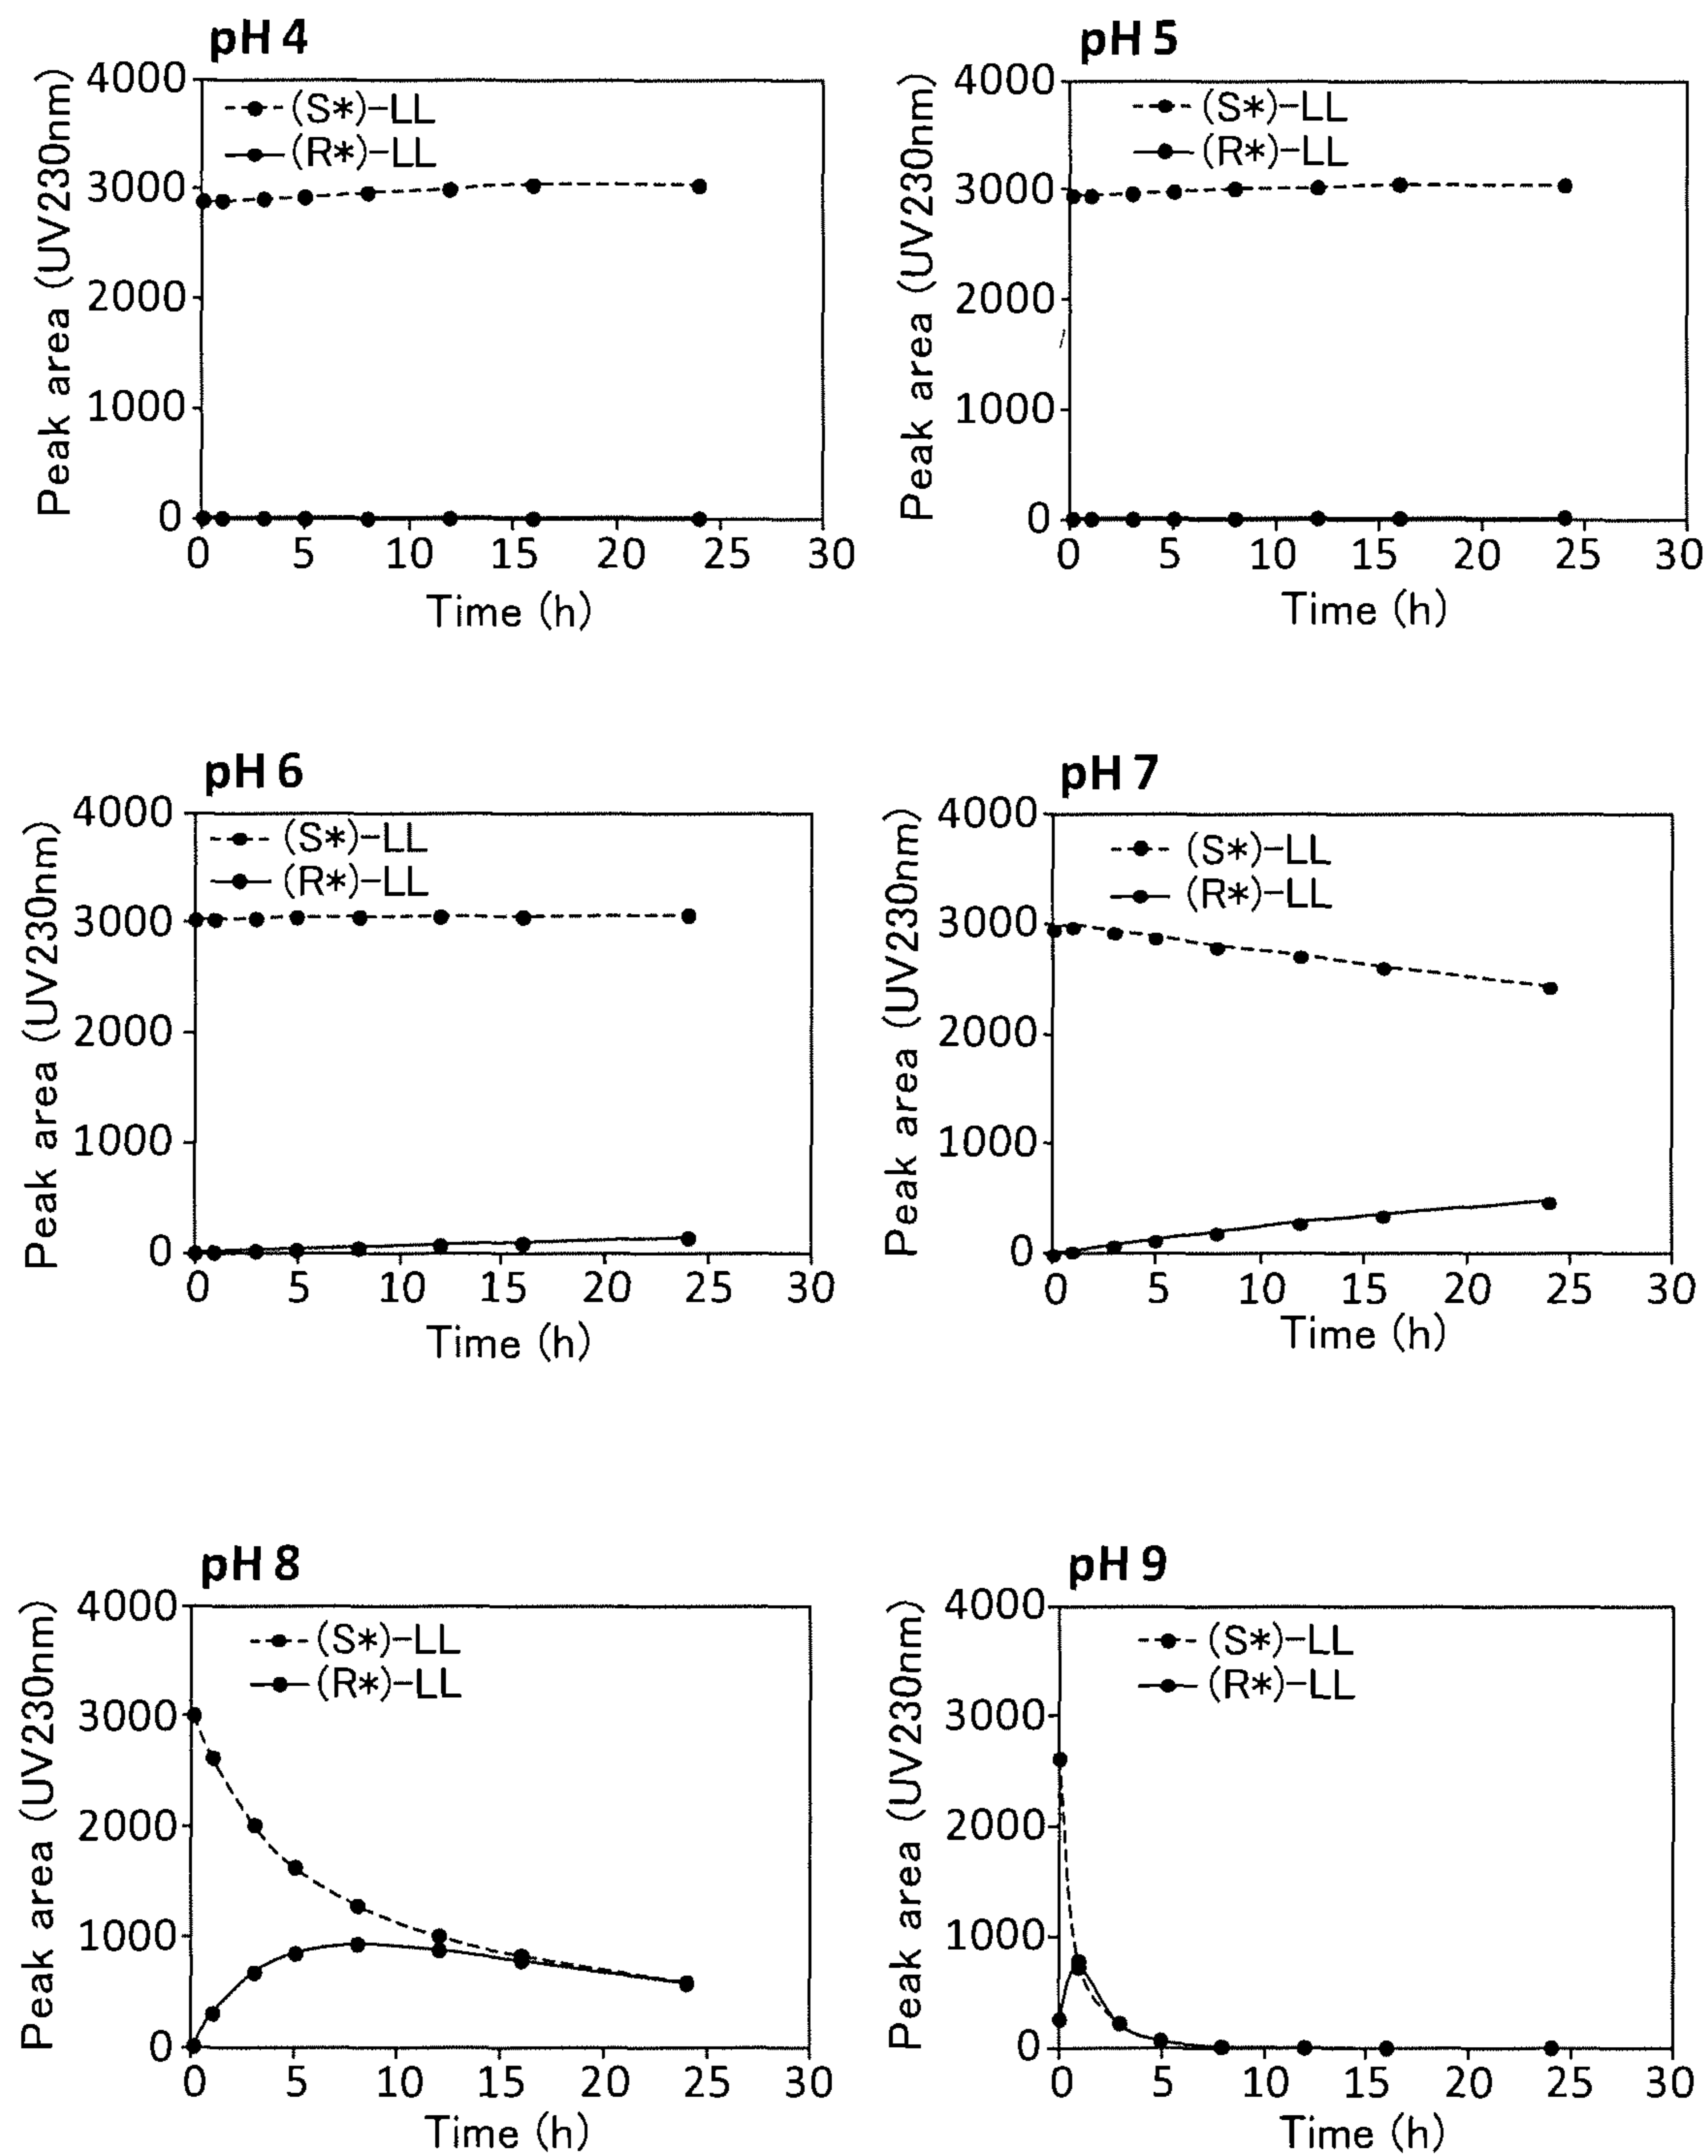 pH 4
4000
3000
2000
1000
0
Peak area (UV230nm)
(S*)-LL
(R*)-LL
0 5 10 15 20 25 30
Time (h)
pH 5
4000
3000
2000
1000
0
Peak area (UV230nm)
(S*)-LL
(R*)-LL
0 5 10 15 20 25 30
Time (h)
pH 6
4000
3000
2000
1000
0
Peak area (UV230nm)
(S*)-LL
(R*)-LL
0 5 10 15 20 25 30
Time (h)
pH 7
4000
3000
2000
1000
0
Peak area (UV230nm)
(S*)-LL
(R*)-LL
0 5 10 15 20 25 30
Time (h)
pH 8
4000
3000
2000
1000
0
Peak area (UV230nm)
(S*)-LL
(R*)-LL
0 5 10 15 20 25 30
Time (h)
pH 9
4000
3000
2000
1000
0
Peak area (UV230nm)
(S*)-LL
(R*)-LL
0 5 10 15 20 25 30
Time (h)